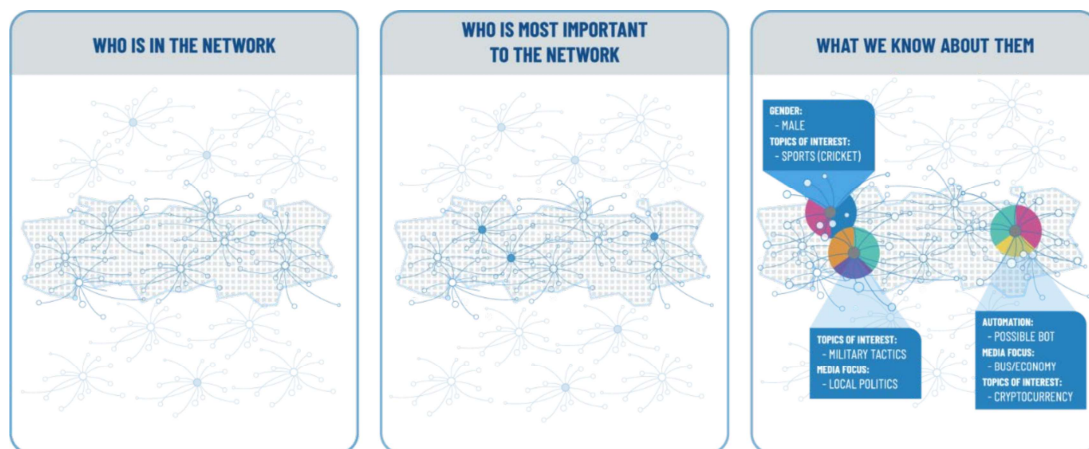 WHO IS IN THE NETWORK
WHO IS MOST IMPORTANT
TO THE NETWORK
WHAT WE KNOW ABOUT THEM
GENDER:
- MALE
TOPICS OF INTEREST:
- SPORTS (CRICKET)
TOPICS OF INTEREST:
- MILITARY TACTICS
MEDIA FOCUS:
- LOCAL POLITICS
AUTOMATION:
- POSSIBLE BOT
MEDIA FOCUS:
- BUS/ECONOMY
TOPICS OF INTEREST:
- CRYPTOCURRENCY